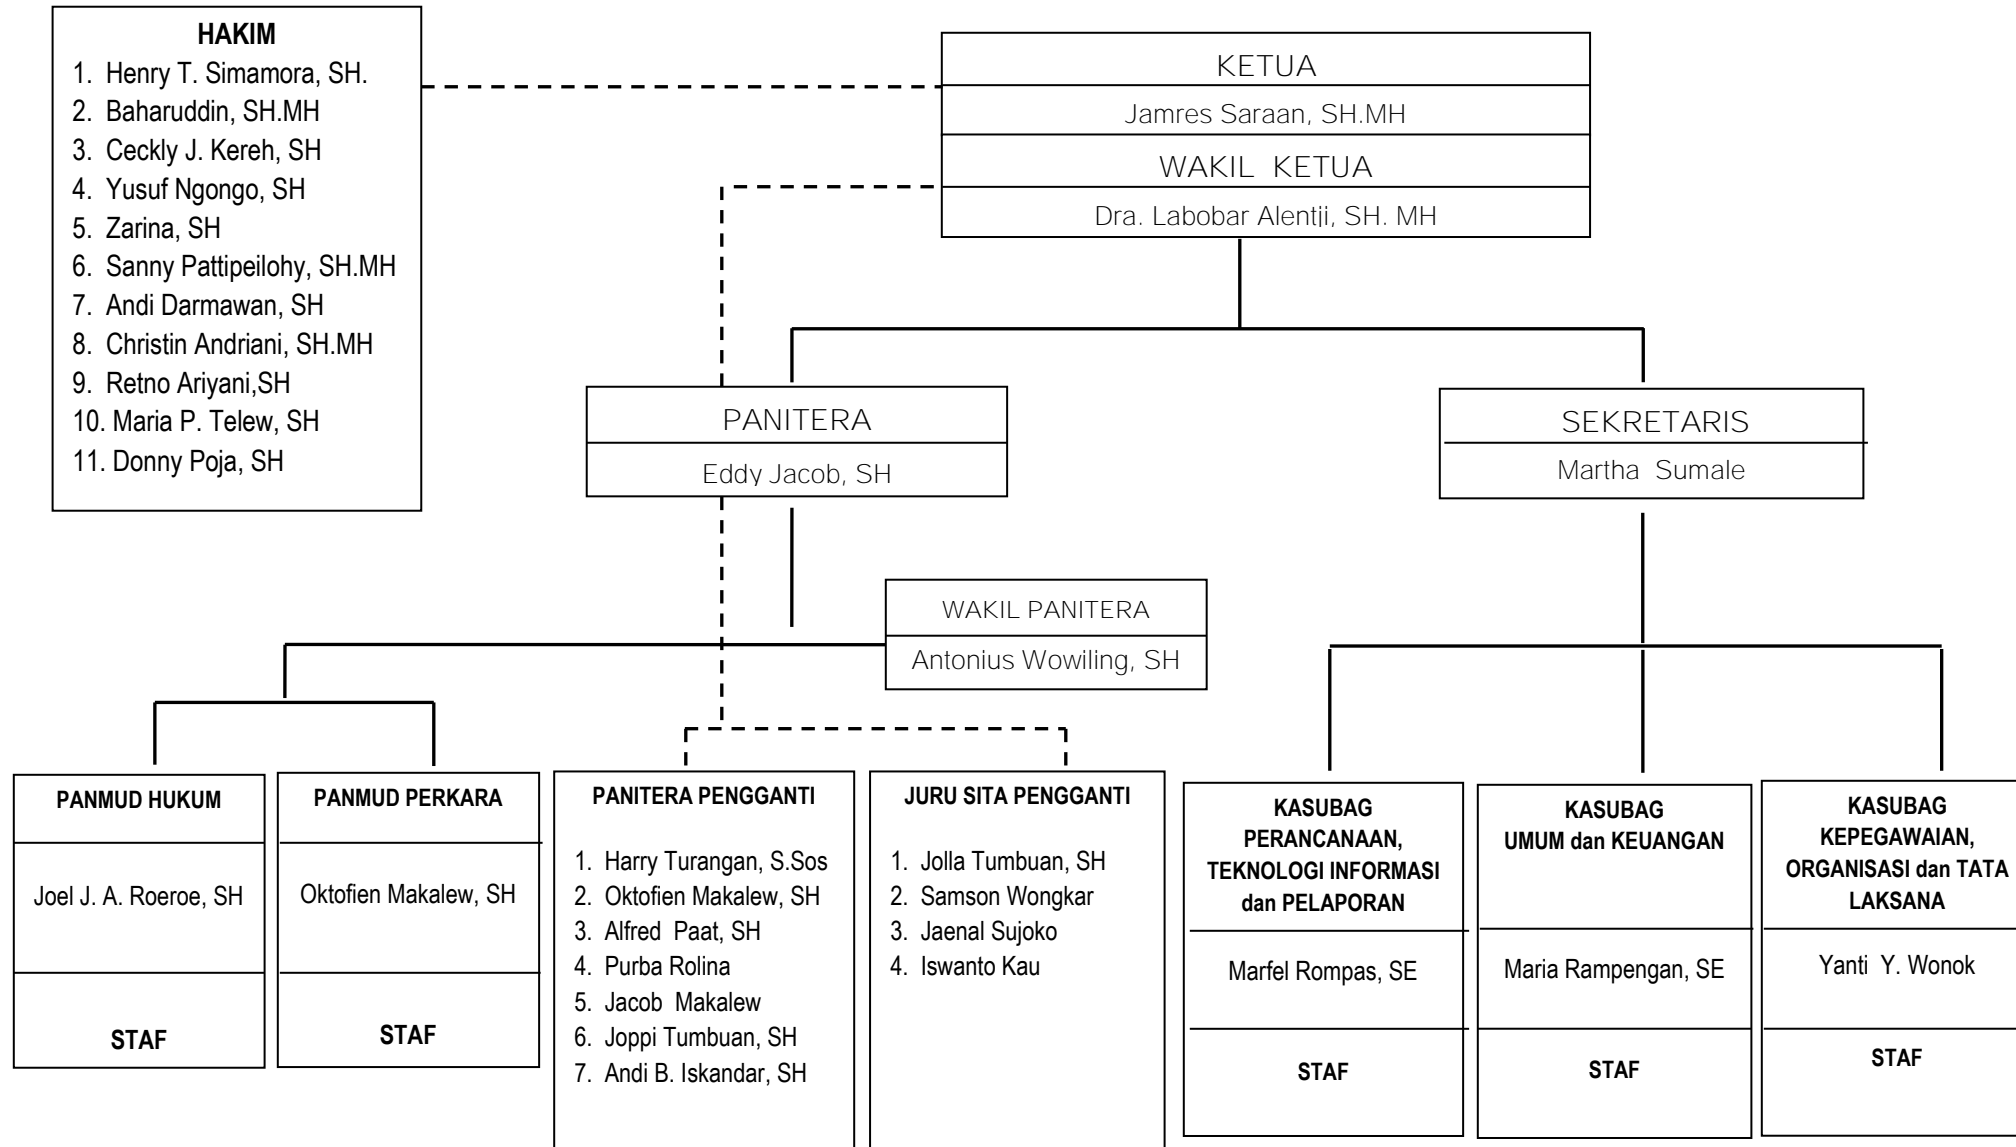 HAKIM
1. Henry T. Simamora, SH.
2. Baharuddin, SH.MH
3. Ceckly J. Kereh, SH
4. Yusuf Ngongo, SH
5. Zarina, SH
6. Sanny Pattipeilohy, SH.MH
7. Andi Darmawan, SH
8. Christin Andriani, SH.MH
9. Retno Ariyani,SH
10. Maria P. Telew, SH
11. Donny Poja, SH
KETUA
Jamres Saraan, SH.MH
WAKIL KETUA
Dra. Labobar Alentji, SH. MH
PANITERA
Eddy Jacob, SH
SEKRETARIS
Martha Sumale
WAKIL PANITERA
Antonius Wowiling, SH
PANMUD HUKUM
Joel J. A. Roeroe, SH
STAF
PANMUD PERKARA
Oktofien Makalew, SH
STAF
PANITERA PENGGANTI
1. Harry Turangan, S.Sos
2. Oktofien Makalew, SH
3. Alfred Paat, SH
4. Purba Rolina
5. Jacob Makalew
6. Joppi Tumbuan, SH
7. Andi B. Iskandar, SH
JURU SITA PENGGANTI
1. Jolla Tumbuan, SH
2. Samson Wongkar
3. Jaenal Sujoko
4. Iswanto Kau
KASUBAG
PERANCANAAN,
TEKNOLOGI INFORMASI
dan PELAPORAN
Marfel Rompas, SE
STAF
KASUBAG
UMUM dan KEUANGAN
Maria Rampengan, SE
STAF
KASUBAG
KEPEGAWAIAN,
ORGANISASI dan TATA
LAKSANA
Yanti Y. Wonok
STAF